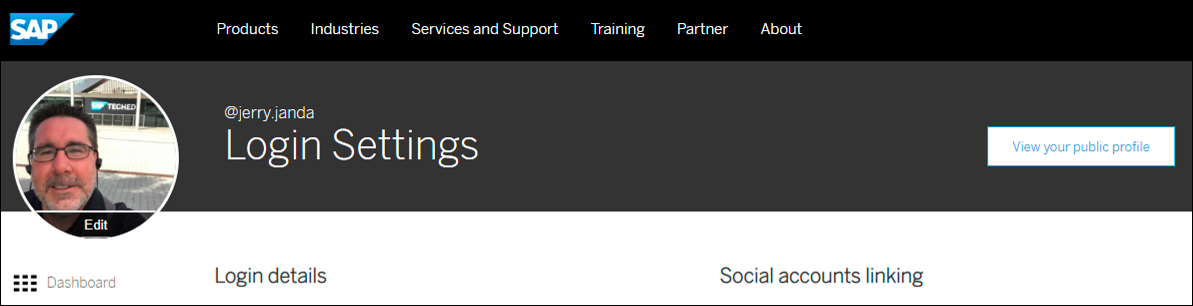 SAP
Products Industries Services and Support Training Partner About
SAP TECHED
@jerry.janda
Login Settings
View your public profile
Edit
Dashboard
Login details
Social accounts linking